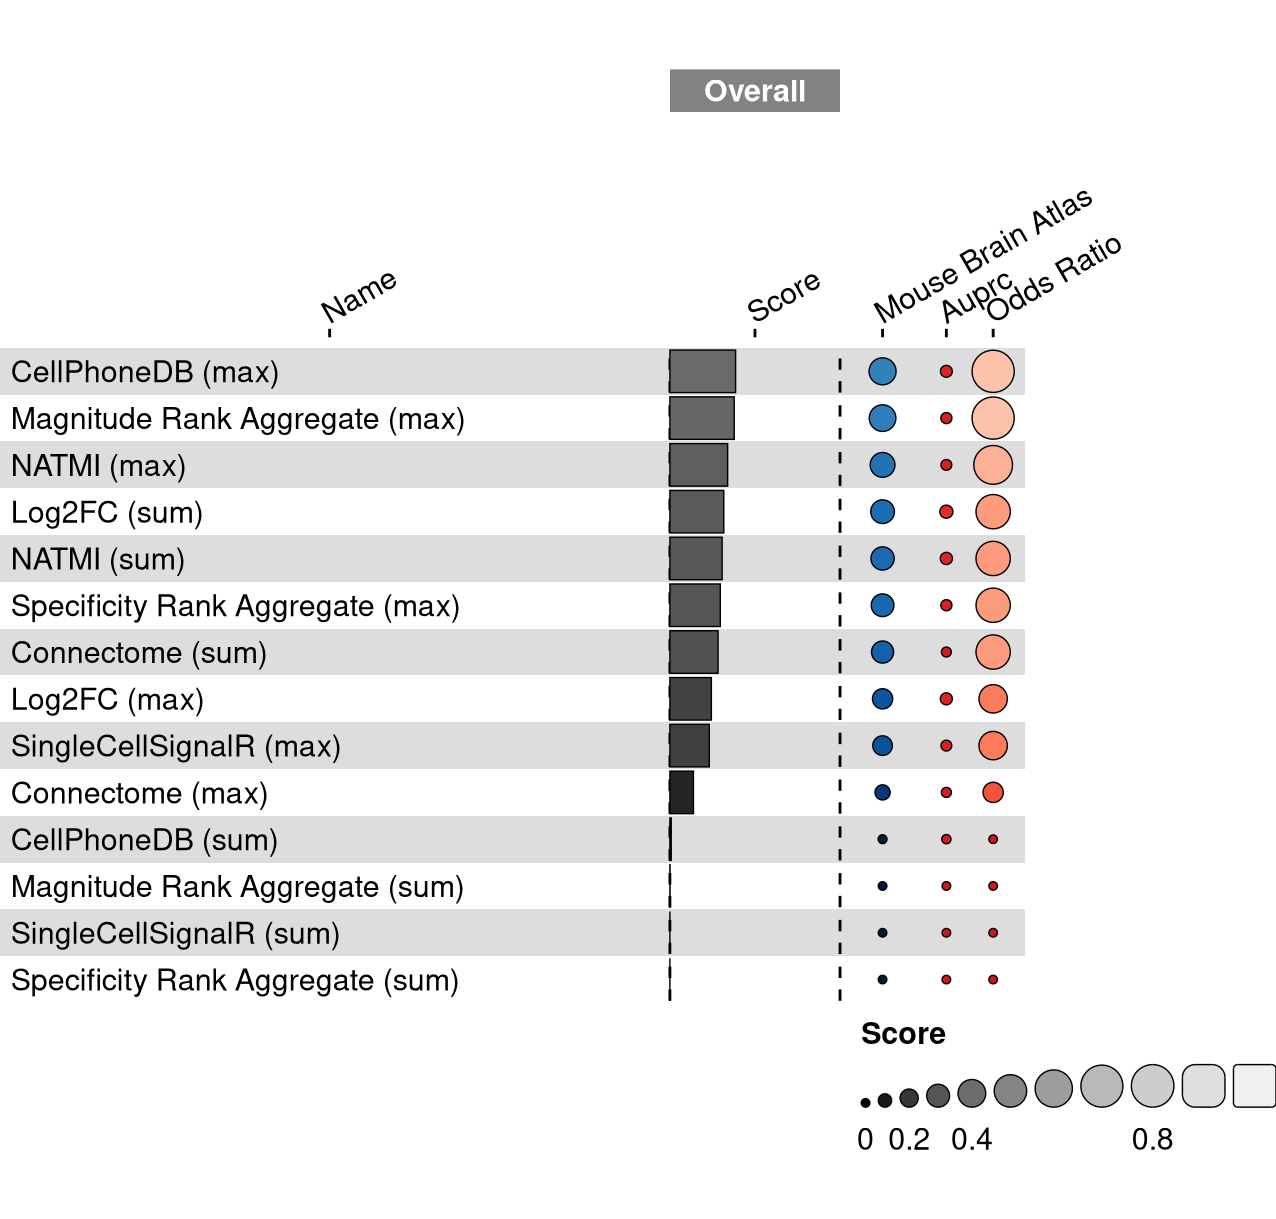 Overall
Name
Score
Mouse Brain Atlas
Auprc
Odds Ratio
CellPhoneDB (max)
Magnitude Rank Aggregate (max)
NATMI (max)
Log2FC (sum)
NATMI (sum)
Specificity Rank Aggregate (max)
Connectome (sum)
Log2FC (max)
SingleCellSignalR (max)
Connectome (max)
CellPhoneDB (sum)
Magnitude Rank Aggregate (sum)
SingleCellSignalR (sum)
Specificity Rank Aggregate (sum)
Score
0 0.2 0.4 0.8